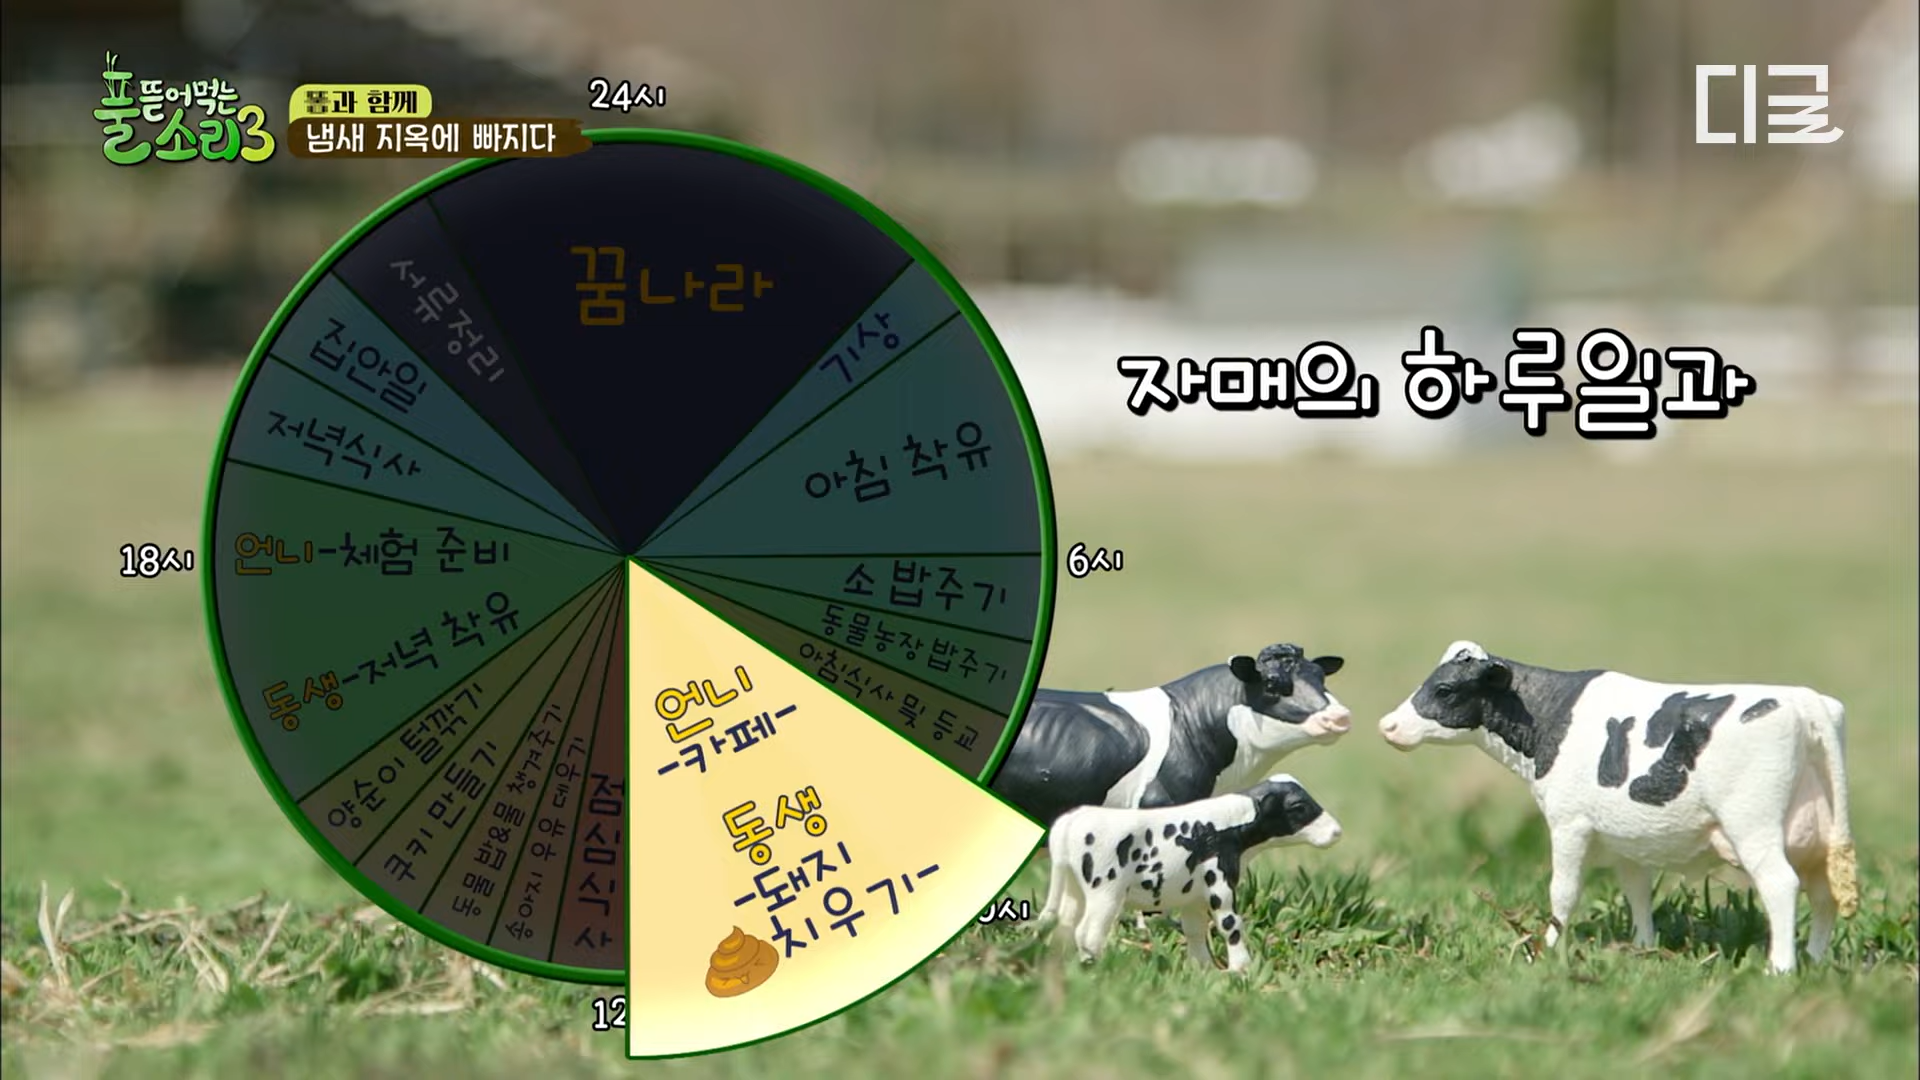 풀 뜯어먹는
소리3
똥과 함께
냄새 지옥에 빠지다
디글
24시
꿈나라
서류정리
기상
집안일
저녁식사
아침 착유
자매의 하루일과
18시
6시
언니-체험 준비
동생-저녁 착유
소 밥주기
동물농장 밥주기
아침식사 및 등교
양순이 털깎기
쿠키 만들기
동물 밥&물 챙겨주기
송아지 우유 데우기
점심식사
언니
-카페-
동생
-돼지💩치우기-
12
0시